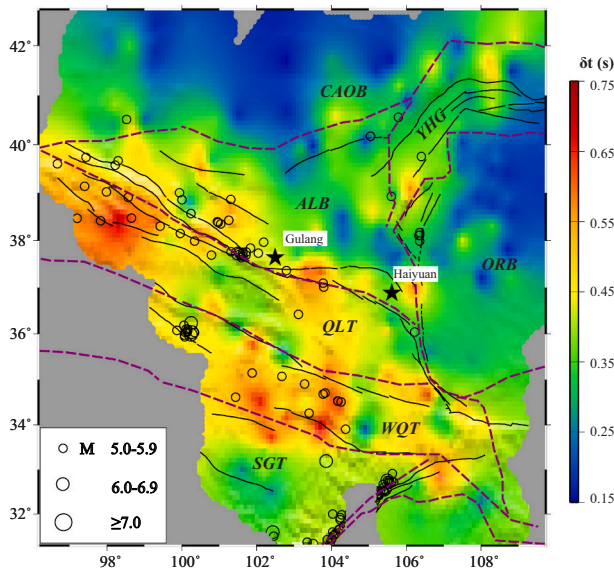 δt (s)
42°
40°
38°
36°
34°
32°
98°
100°
102°
104°
106°
108°
0.75
0.65
0.55
0.45
0.35
0.25
0.15
CAOB
YHG
ALB
Gulang
ORB
Haiyuan
QLT
WQT
SGT
M 5.0-5.9
6.0-6.9
≥7.0